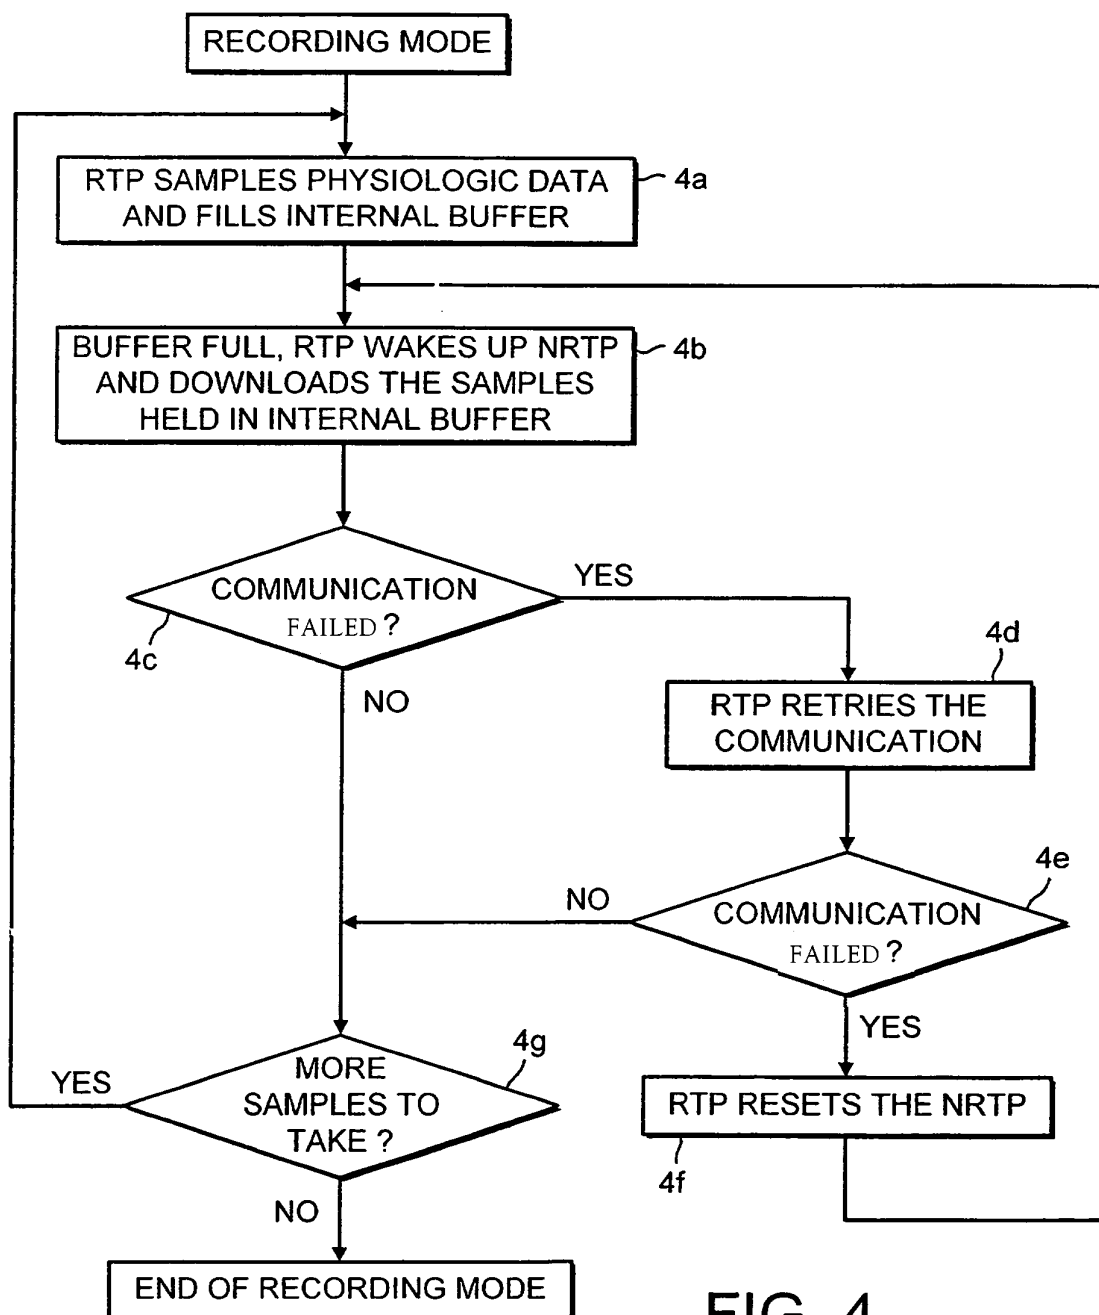 RECORDING MODE
RTP SAMPLES PHYSIOLOGIC DATA
AND FILLS INTERNAL BUFFER
4a
BUFFER FULL, RTP WAKES UP NRTP
AND DOWNLOADS THE SAMPLES
HELD IN INTERNAL BUFFER
4b
COMMUNICATION
FAILED ?
YES
4c
NO
4d
RTP RETRIES THE
COMMUNICATION
4e
NO
COMMUNICATION
FAILED ?
YES
4g
YES
MORE
SAMPLES TO
TAKE ?
RTP RESETS THE NRTP
4f
NO
END OF RECORDING MODE
FIG. 4